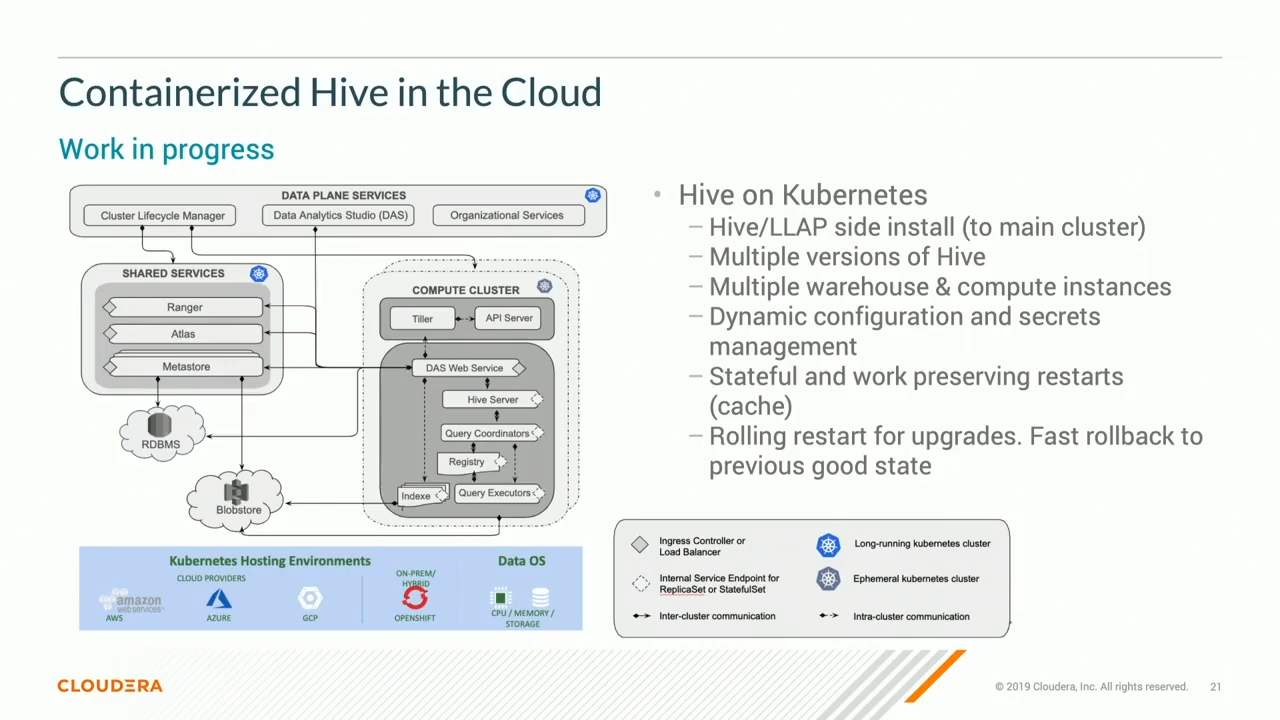 Containerized Hive in the Cloud
Work in progress
DATA PLANE SERVICES
Cluster Lifecycle Manager
Data Analytics Studio (DAS)
Organizational Services
SHARED SERVICES
Ranger
Atlas
Metastore
RDBMS
Blobstore
COMPUTE CLUSTER
Tiller
API Server
DAS Web Service
Hive Server
Query Coordinators
Registry
Indexe
Query Executors
Kubernetes Hosting Environments
CLOUD PROVIDERS
amazon
webservices
AWS
AZURE
GCP
ON-PREM/
HYBRID
OPENSHIFT
Data OS
CPU / MEMORY /
STORAGE
• Hive on Kubernetes
– Hive/LLAP side install (to main cluster)
– Multiple versions of Hive
– Multiple warehouse & compute instances
– Dynamic configuration and secrets
management
– Stateful and work preserving restarts
(cache)
– Rolling restart for upgrades. Fast rollback to
previous good state
Ingress Controller or
Load Balancer
Internal Service Endpoint for
ReplicaSet or StatefulSet
Inter-cluster communication
Long-running kubernetes cluster
Ephemeral kubernetes cluster
Intra-cluster communication
CLOUDERA
© 2019 Cloudera, Inc. All rights reserved.
21